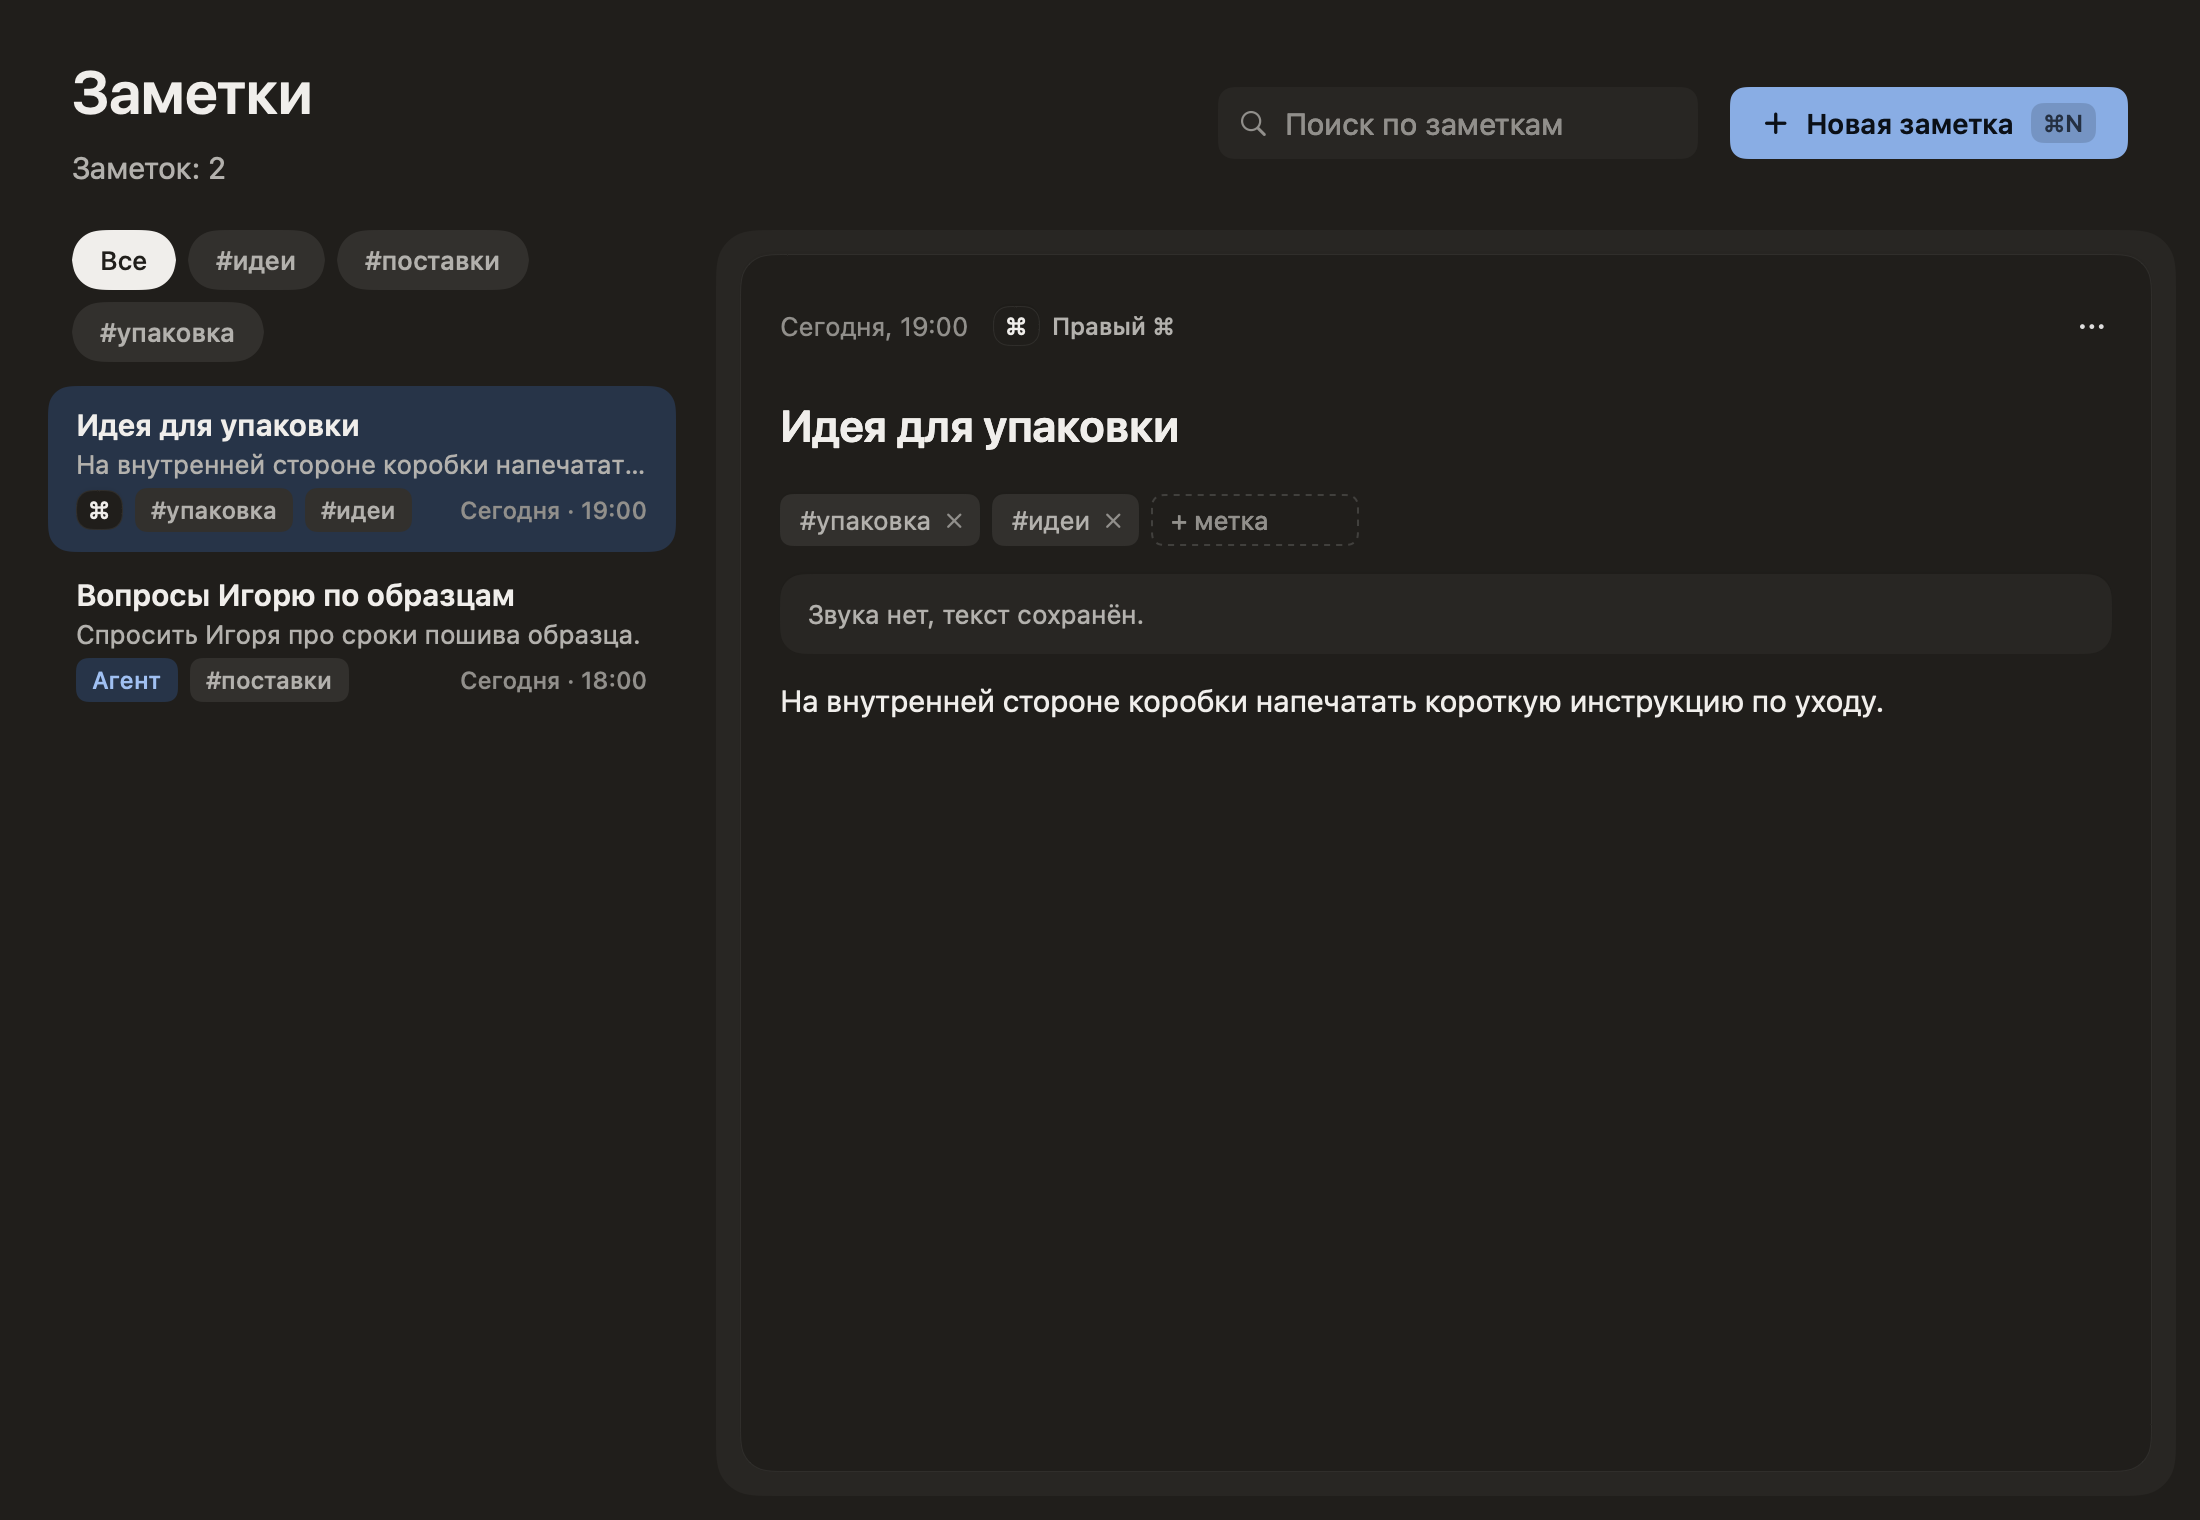 Заметки
Заметок: 2
Поиск по заметкам
+ Новая заметка ⌘N
Все #идеи #поставки
#упаковка
Идея для упаковки
На внутренней стороне коробки напечатат...
⌘ #упаковка #идеи Сегодня · 19:00
Вопросы Игорю по образцам
Спросить Игоря про сроки пошива образца.
Агент #поставки Сегодня · 18:00
Сегодня, 19:00 ⌘ Правый ⌘
Идея для упаковки
#упаковка × #идеи × + метка
Звука нет, текст сохранён.
На внутренней стороне коробки напечатать короткую инструкцию по уходу.